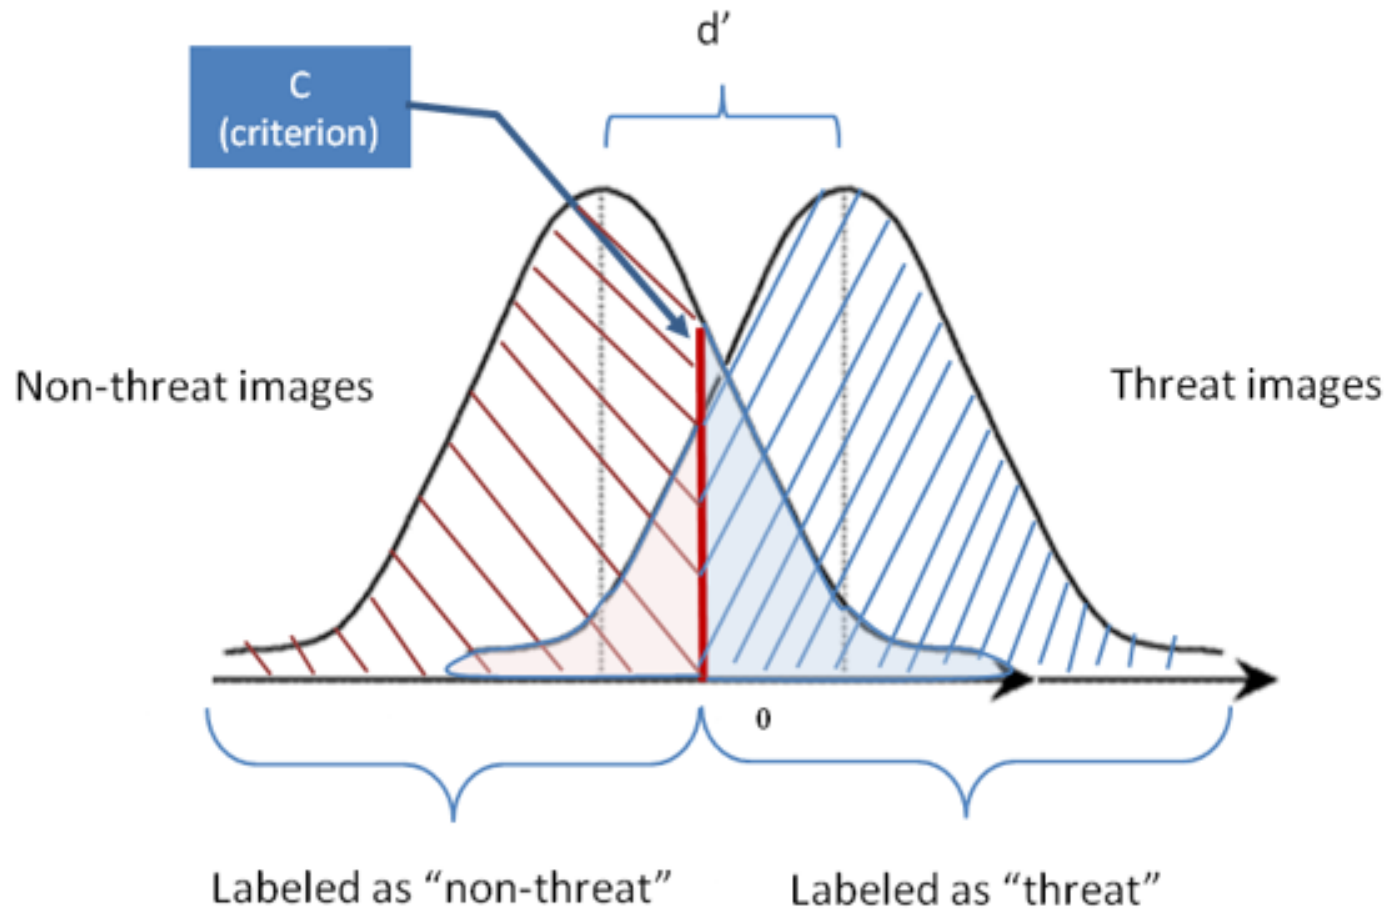 d’
C
(criterion)
Non-threat images
Threat images
0
Labeled as “non-threat”
Labeled as “threat”